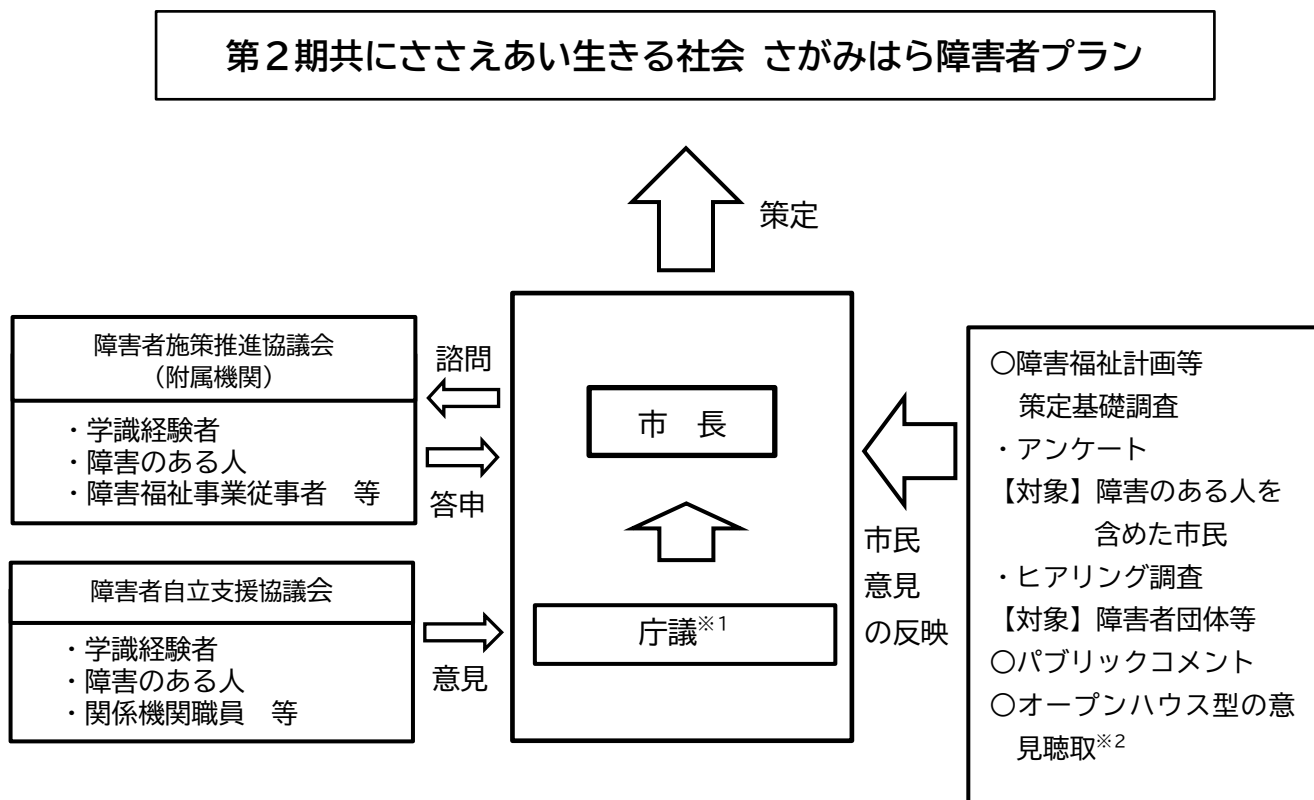 第２期共にささえあい生きる社会 さがみはら障害者プラン
策定
障害者施策推進協議会
（附属機関）
・学識経験者
・障害のある人
・障害福祉事業従事者　等
諮問
答申
障害者自立支援協議会
・学識経験者
・障害のある人
・関係機関職員　等
意見
市　長
庁議※1
市民
意見
の反映
○障害福祉計画等
策定基礎調査
・アンケート
【対象】障害のある人を
含めた市民
・ヒアリング調査
【対象】障害者団体等
○パブリックコメント
○オープンハウス型の意
見聴取※2